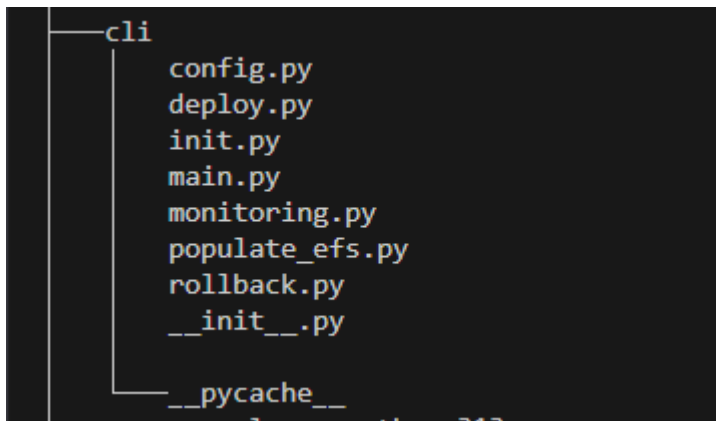 cli
config.py
deploy.py
init.py
main.py
monitoring.py
populate_efs.py
rollback.py
__init__.py
__pycache__